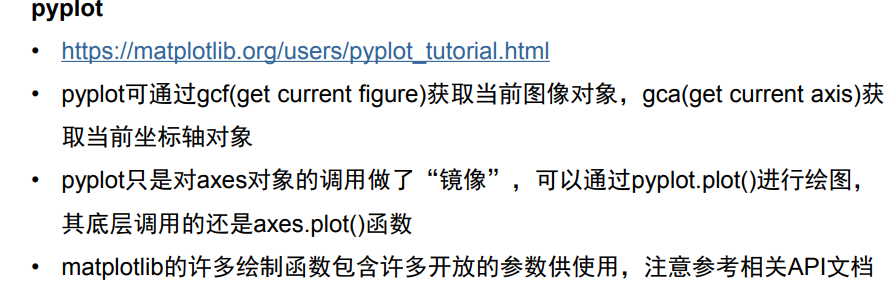 pyplot
• https://matplotlib.org/users/pyplot_tutorial.html
• pyplot可通过gcf(get current figure)获取当前图像对象，gca(get current axis)获
取当前坐标轴对象
• pyplot只是对axes对象的调用做了“镜像”，可以通过pyplot.plot()进行绘图，
其底层调用的还是axes.plot()函数
• matplotlib的许多绘制函数包含许多开放的参数供使用，注意参考相关API文档